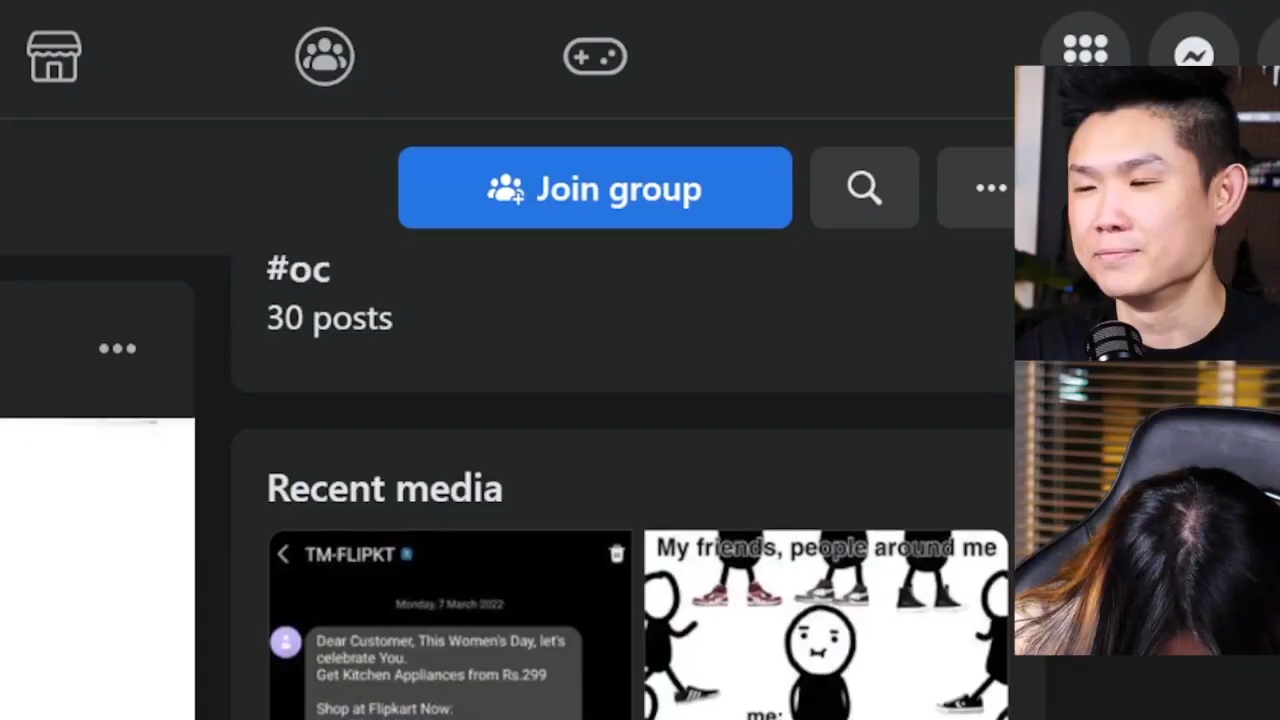 Join group
#oc
30 posts
Recent media
TM-FLIPKT
Monday, 7 March 2022
Dear Customer, This Women's Day, let's
celebrate You.
Get Kitchen Appliances from Rs.299
Shop at Flipkart Now:
My friends, people around me
me: